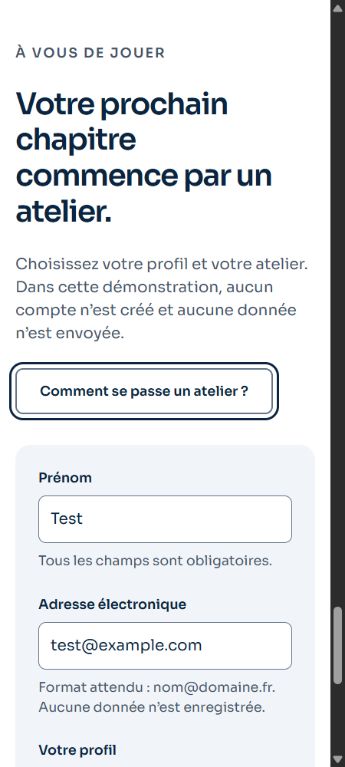 À VOUS DE JOUER
Votre prochain
chapitre
commence par un
atelier.
Choisissez votre profil et votre atelier.
Dans cette démonstration, aucun
compte n’est créé et aucune donnée
n’est envoyée.
Comment se passe un atelier ?
Prénom
Test
Tous les champs sont obligatoires.
Adresse électronique
test@example.com
Format attendu : nom@domaine.fr.
Aucune donnée n’est enregistrée.
Votre profil